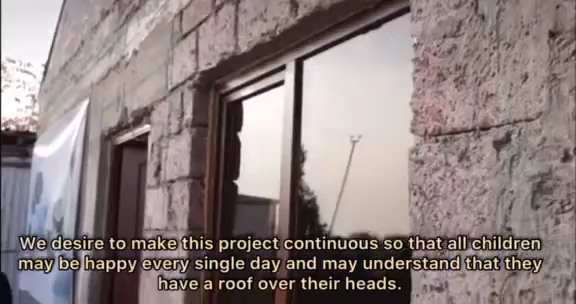 We desire to make this project continuous so that all children
may be happy every single day and may understand that they
have a roof over their heads.